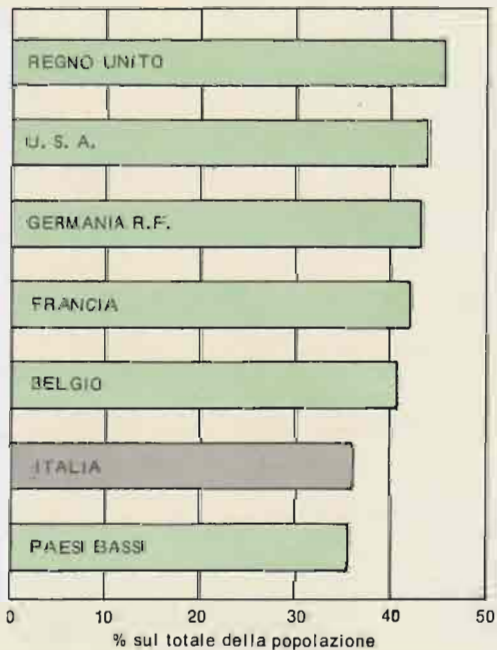 REGNO UNITO
U. S. A.
GERMANIA R.F.
FRANCIA
BELGIO
ITALIA
PAESI BASSI
0 10 20 30 40 50
% sul totale della popolazione